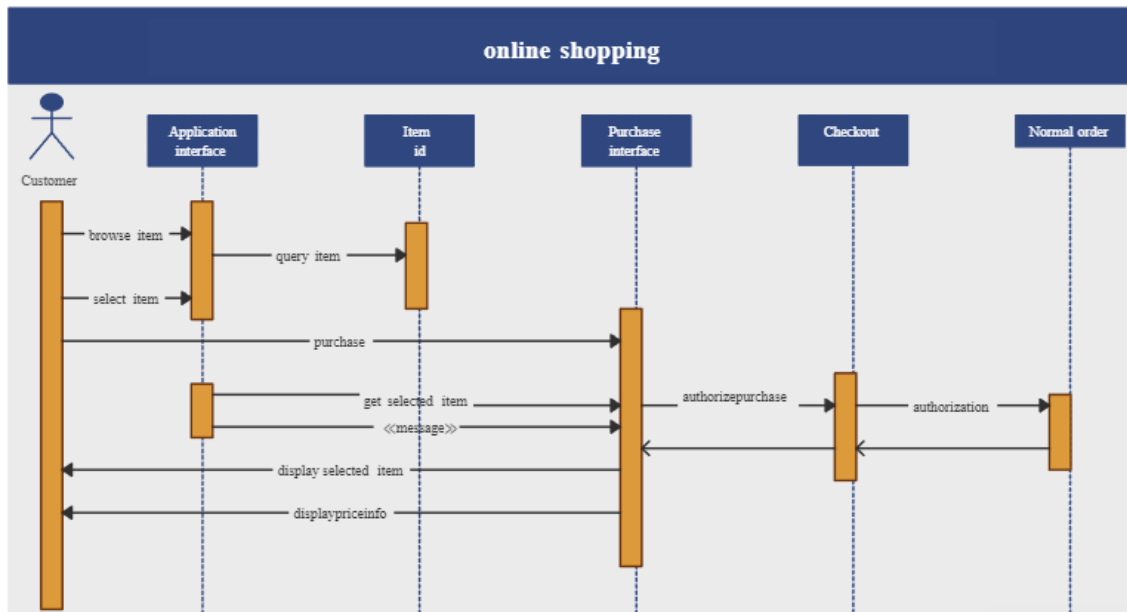 online shopping
Application
interface
Item
id
Purchase
interface
Checkout
Normal order
Customer
browse item
query item
select item
purchase
get selected item
authorizepurchase
authorization
≪message≫
display selected item
displaypriceinfo